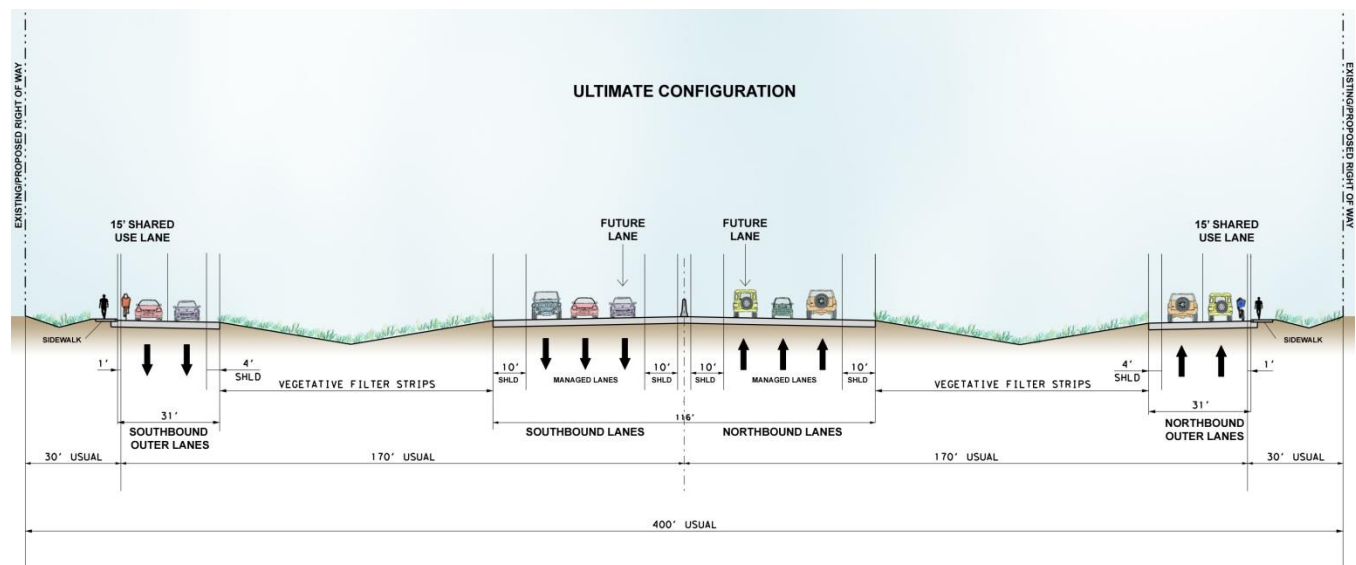 ULTIMATE CONFIGURATION
EXISTING/PROPOSED RIGHT OF WAY
EXISTING/PROPOSED RIGHT OF WAY
15' SHARED
USE LANE
FUTURE
LANE
FUTURE
LANE
15' SHARED
USE LANE
SIDEWALK
SIDEWALK
1'
4'
SHLD
10'
SHLD
MANAGED LANES
10'
SHLD
10'
SHLD
MANAGED LANES
10'
SHLD
4'
SHLD
1'
VEGETATIVE FILTER STRIPS
VEGETATIVE FILTER STRIPS
31'
116'
31'
SOUTHBOUND
OUTER LANES
SOUTHBOUND LANES
NORTHBOUND LANES
NORTHBOUND
OUTER LANES
30' USUAL
170' USUAL
170' USUAL
30' USUAL
400' USUAL